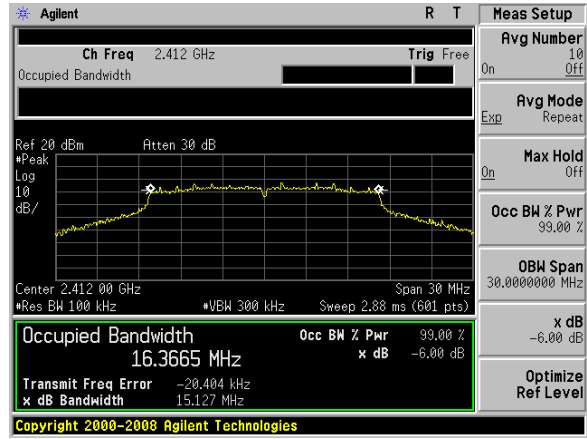 Agilent R T Meas Setup
Ch Freq 2.412 GHz Trig Free
Occupied Bandwidth
Avg Number
10
On Off
Avg Mode
Exp Repeat
Max Hold
On Off
Occ BW % Pwr
99.00 %
OBW Span
30.0000000 MHz
x dB
-6.00 dB
Optimize
Ref Level
Ref 20 dBm Atten 30 dB
#Peak
Log
10
dB/
Center 2.412 00 GHz Span 30 MHz
#Res BW 100 kHz #VBW 300 kHz Sweep 2.88 ms (601 pts)
Occupied Bandwidth Occ BW % Pwr 99.00 %
16.3665 MHz x dB -6.00 dB
Transmit Freq Error -20.404 kHz
x dB Bandwidth 15.127 MHz
Copyright 2000-2008 Agilent Technologies